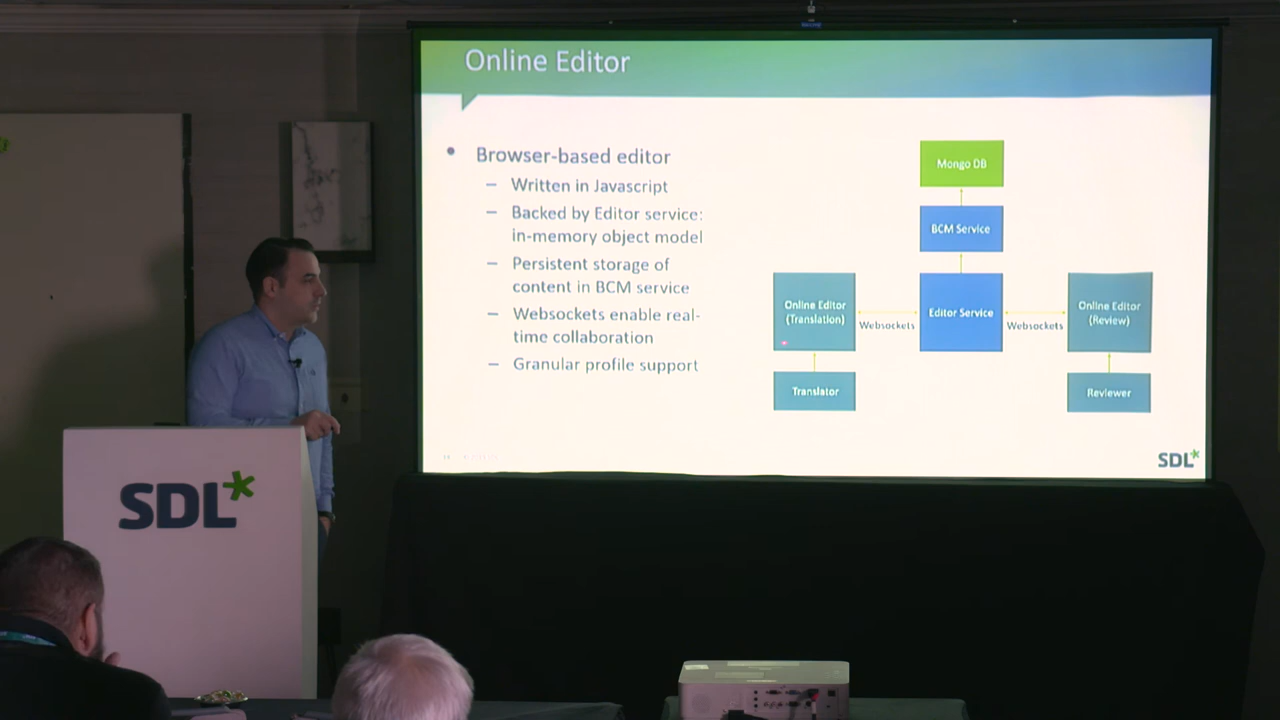 Online Editor
• Browser-based editor
– Written in Javascript
– Backed by Editor service:
in-memory object model
– Persistent storage of
content in BCM service
– Websockets enable real-
time collaboration
– Granular profile support
Mongo DB
BCM Service
Online Editor
(Translation)
Websockets
Editor Service
Websockets
Online Editor
(Review)
Translator
Reviewer
SDL*
SDL*